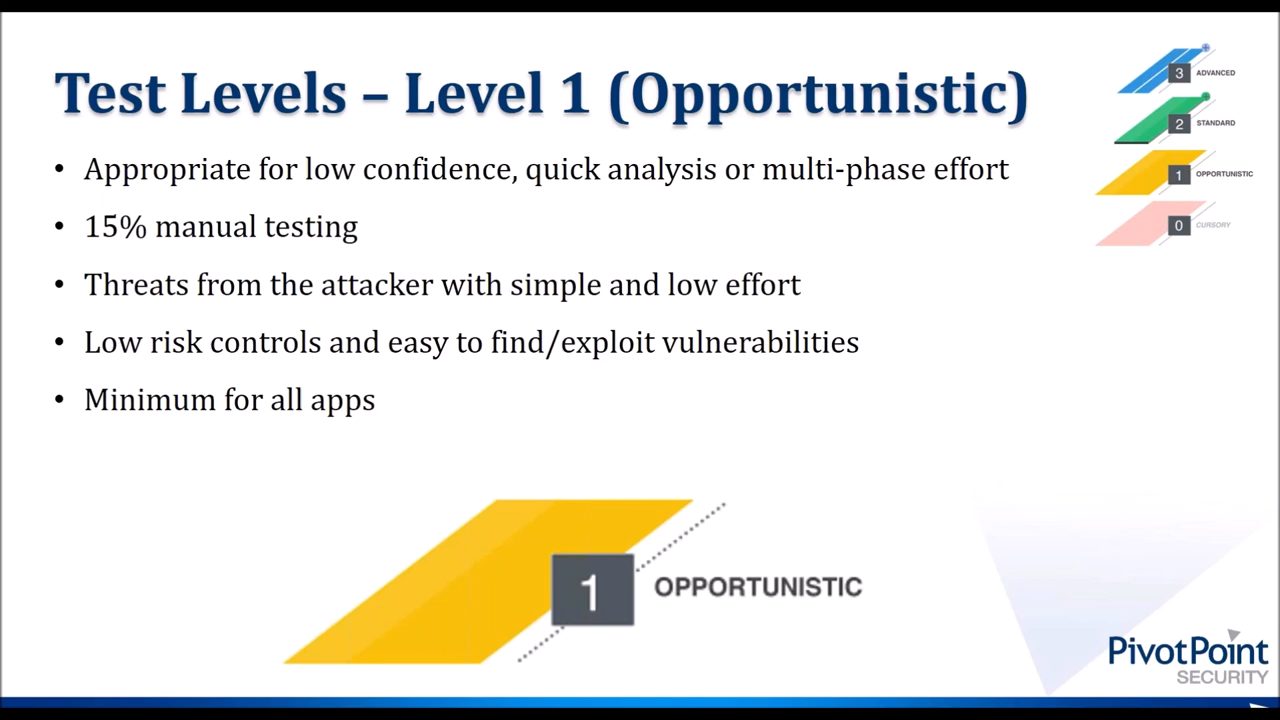 Test Levels – Level 1 (Opportunistic)
• Appropriate for low confidence, quick analysis or multi-phase effort
• 15% manual testing
• Threats from the attacker with simple and low effort
• Low risk controls and easy to find/exploit vulnerabilities
• Minimum for all apps
3 ADVANCED
2 STANDARD
1 OPPORTUNISTIC
0 CURSORY
1 OPPORTUNISTIC
PivotPoint
SECURITY